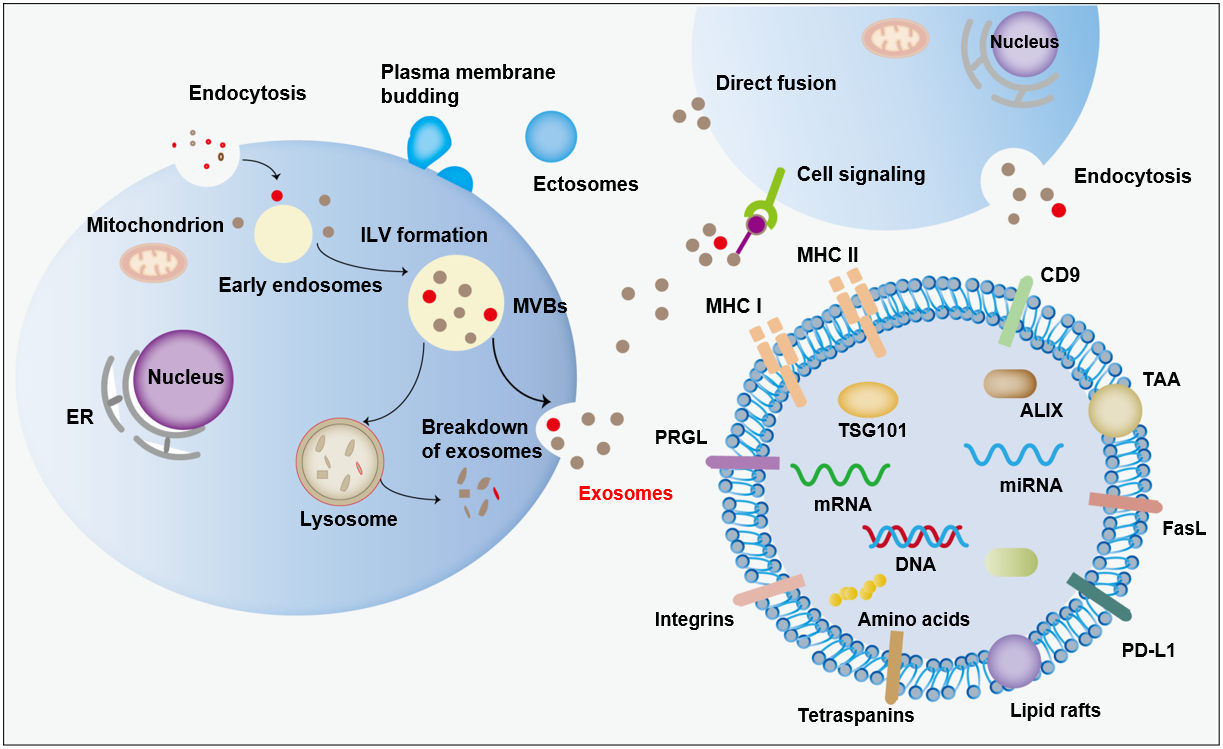 Endocytosis
Plasma membrane
budding
Ectosomes
Mitochondrion
Early endosomes
ILV formation
MVBs
Nucleus
ER
Lysosome
Breakdown
of exosomes
Exosomes
Nucleus
Direct fusion
Cell signaling
Endocytosis
MHC II
MHC I
CD9
TAA
TSG101
ALIX
PRGL
mRNA
miRNA
FasL
DNA
Integrins
Amino acids
PD-L1
Tetraspanins
Lipid rafts